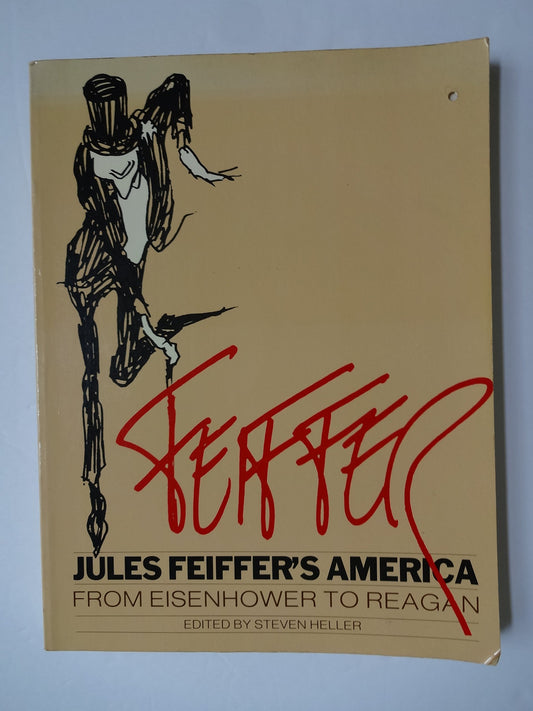 FEIFFER
JULES FEIFFER'S AMERICA
FROM EISENHOWER TO REAGAN
EDITED BY STEVEN HELLER